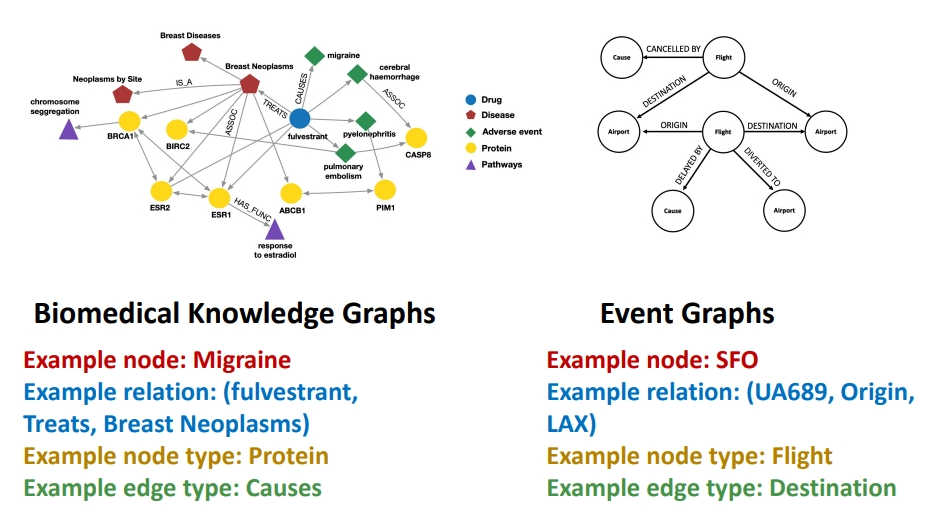 Breast Diseases
migraine
Breast Neoplasms
cerebral
haemorrhage
Neoplasms by Site
IS_A
CAUSES
ASSOC
chromosome
seggregation
TREATS
ASSOC
BRCA1
BIRC2
fulvestrant
pyelonephritis
CASP8
pulmonary
embolism
ESR2
ESR1
HAS_FUNC
ABCB1
PIM1
response
to estradiol
Drug
Disease
Adverse event
Protein
Pathways
Cause
CANCELLED BY
Flight
DESTINATION
ORIGIN
Airport
ORIGIN
Flight
DESTINATION
Airport
DELAYED BY
DIVERTED TO
Cause
Airport
Biomedical Knowledge Graphs
Example node: Migraine
Example relation: (fulvestrant,
Treats, Breast Neoplasms)
Example node type: Protein
Example edge type: Causes
Event Graphs
Example node: SFO
Example relation: (UA689, Origin,
LAX)
Example node type: Flight
Example edge type: Destination